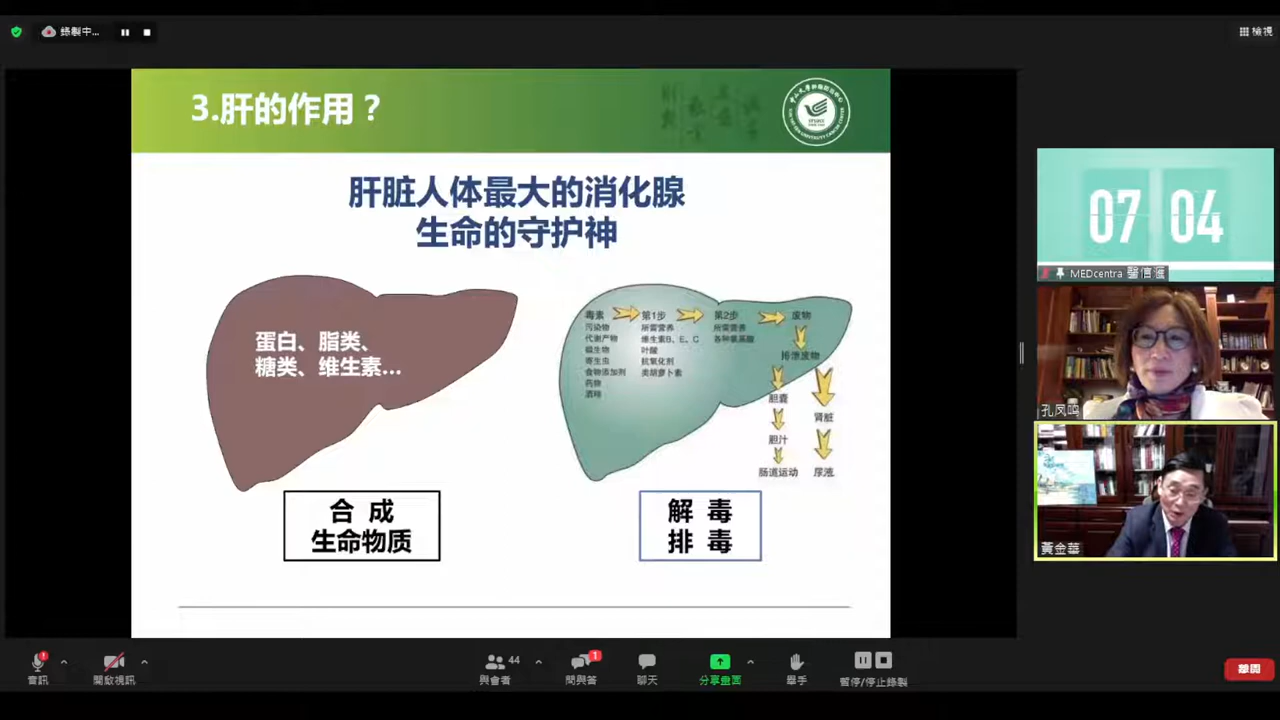 錄製中...
檢視
3.肝的作用？
肝脏人体最大的消化腺
生命的守护神
蛋白、脂类、
糖类、维生素...
合 成
生命物质
毒素
污染物
代谢产物
微生物
寄生虫
食物添加剂
药物
酒精
第1步
所需营养
维生素B、E、C
叶酸
抗氧化剂
类胡萝卜素
第2步
所需营养
各种氨基酸
废物
排泄废物
胆囊
胆汁
肠道运动
肾脏
尿液
解 毒
排 毒
07 04
MEDcentra 醫信滙
孔凤鸣
黃金華
音訊
開啟視訊
44
與會者
1
問與答
聊天
分享畫面
舉手
暫停/停止錄製
離開